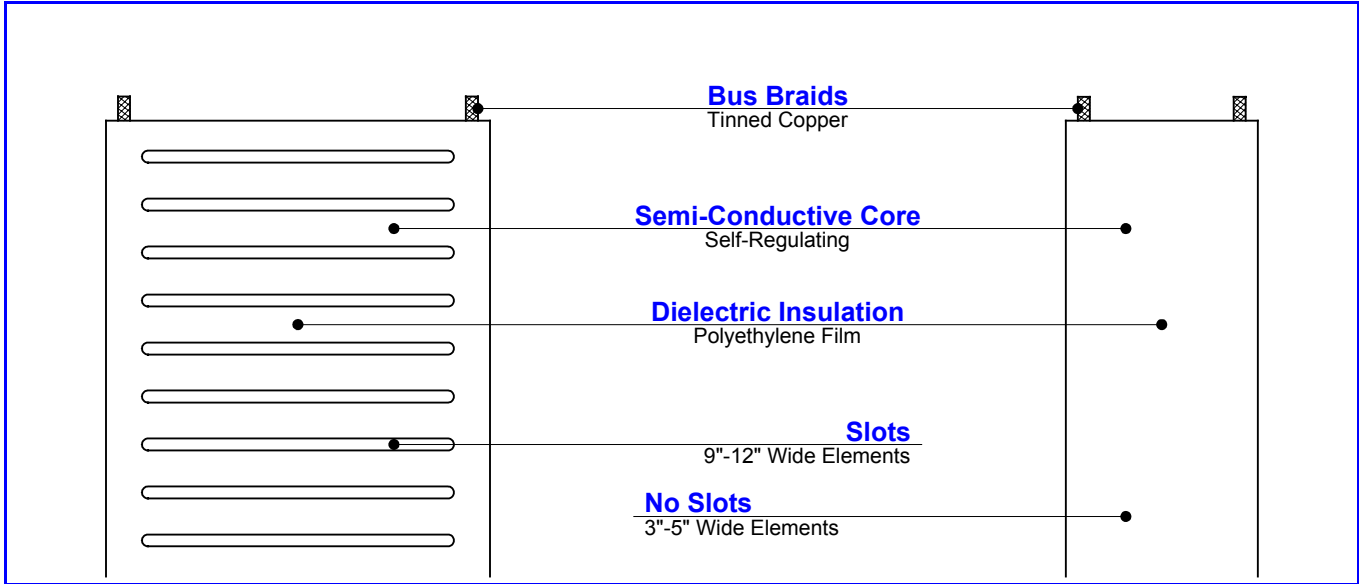 Bus Braids
Tinned Copper
Semi-Conductive Core
Self-Regulating
Dielectric Insulation
Polyethylene Film
Slots
9"-12" Wide Elements
No Slots
3"-5" Wide Elements